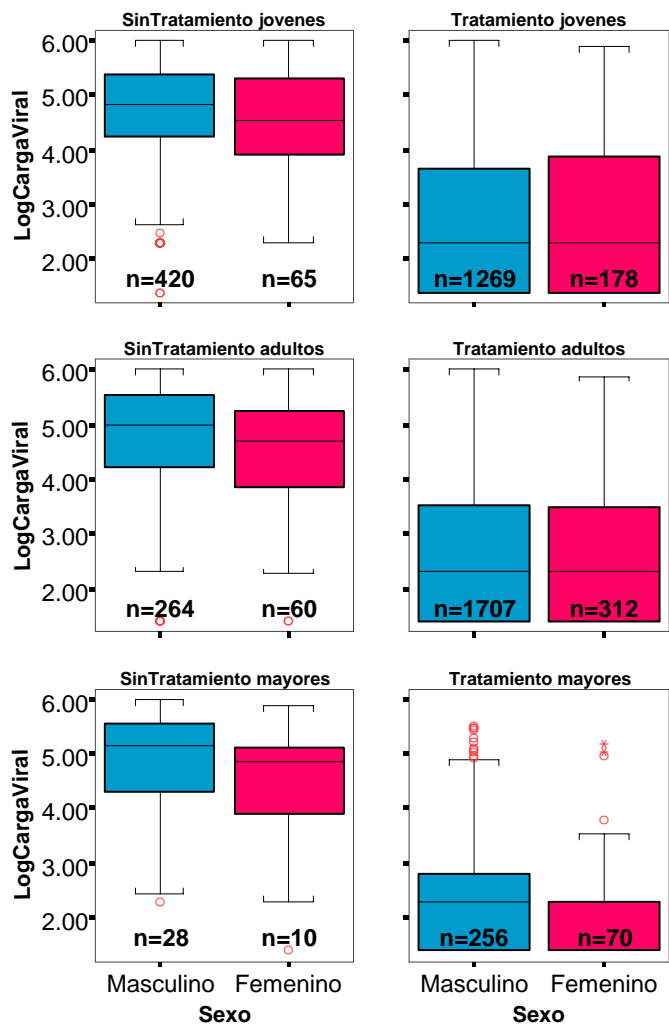 SinTratamiento jovenes
Tratamiento jovenes
LogCargaViral
6.00
5.00
4.00
3.00
2.00
n=420
n=65
n=1269
n=178
SinTratamiento adultos
Tratamiento adultos
LogCargaViral
6.00
5.00
4.00
3.00
2.00
n=264
n=60
n=1707
n=312
SinTratamiento mayores
Tratamiento mayores
LogCargaViral
6.00
5.00
4.00
3.00
2.00
n=28
n=10
n=256
n=70
Masculino Femenino
Masculino Femenino
Sexo
Sexo